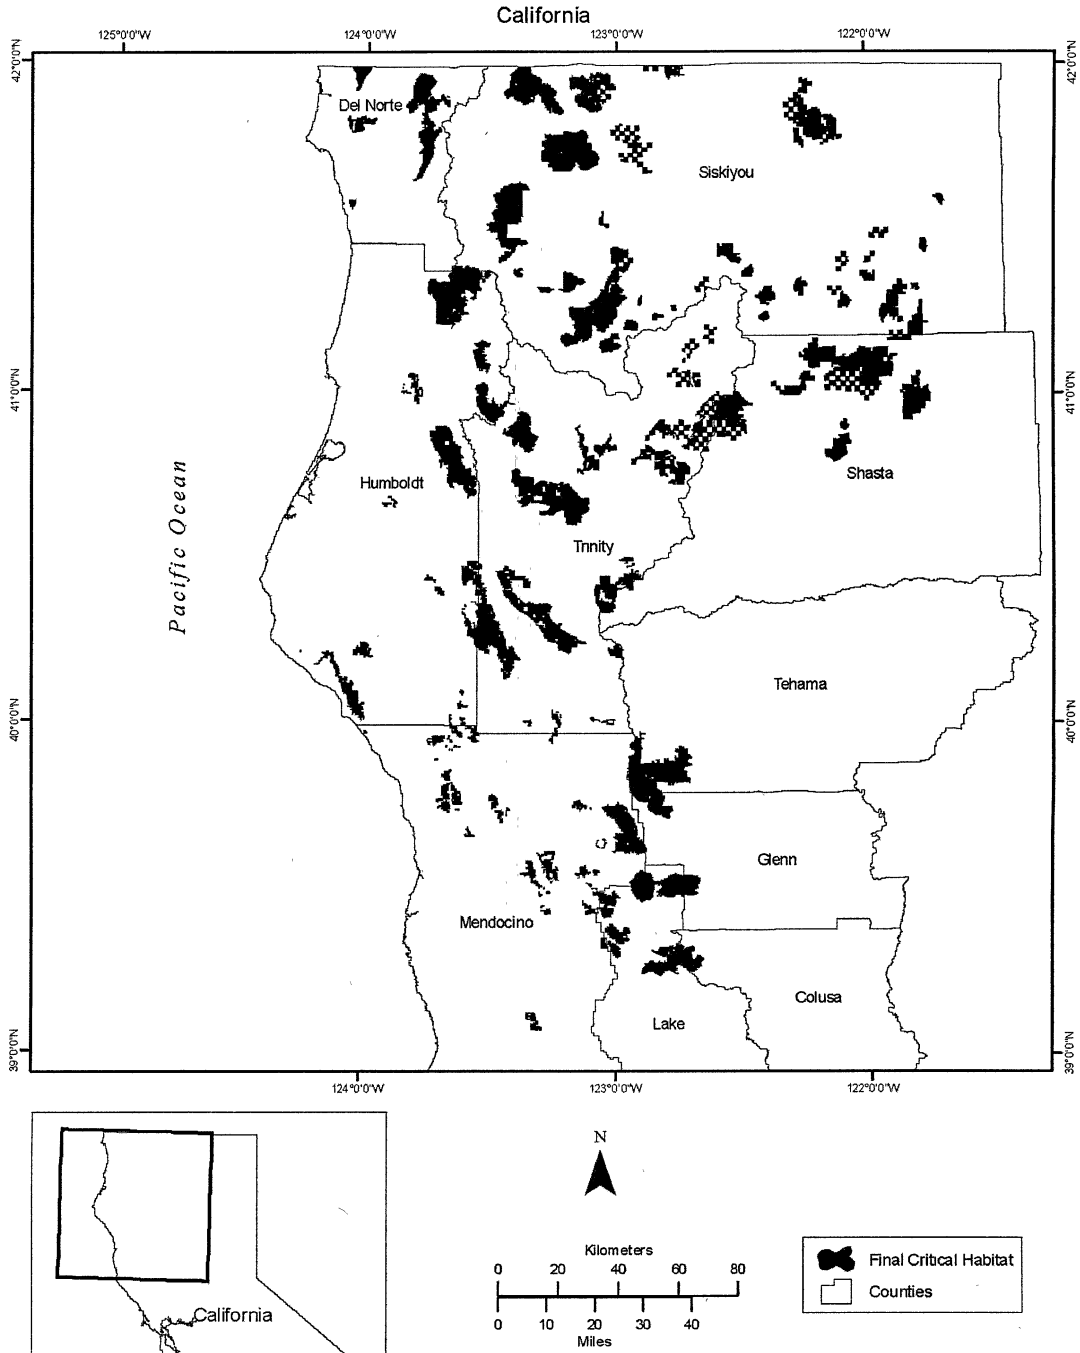 California
125°0'0"W
124°0'0"W
123°0'0"W
122°0'0"W
42°0'0"N
42°0'0"N
Del Norte
Siskiyou
41°0'0"N
41°0'0"N
Pacific Ocean
Humboldt
Shasta
Trinity
Tehama
40°0'0"N
40°0'0"N
Glenn
Mendocino
Colusa
Lake
39°0'0"N
39°0'0"N
124°0'0"W
123°0'0"W
122°0'0"W
N
Kilometers
0 20 40 60 80
0 10 20 30 40
Miles
Final Critical Habitat
Counties
California